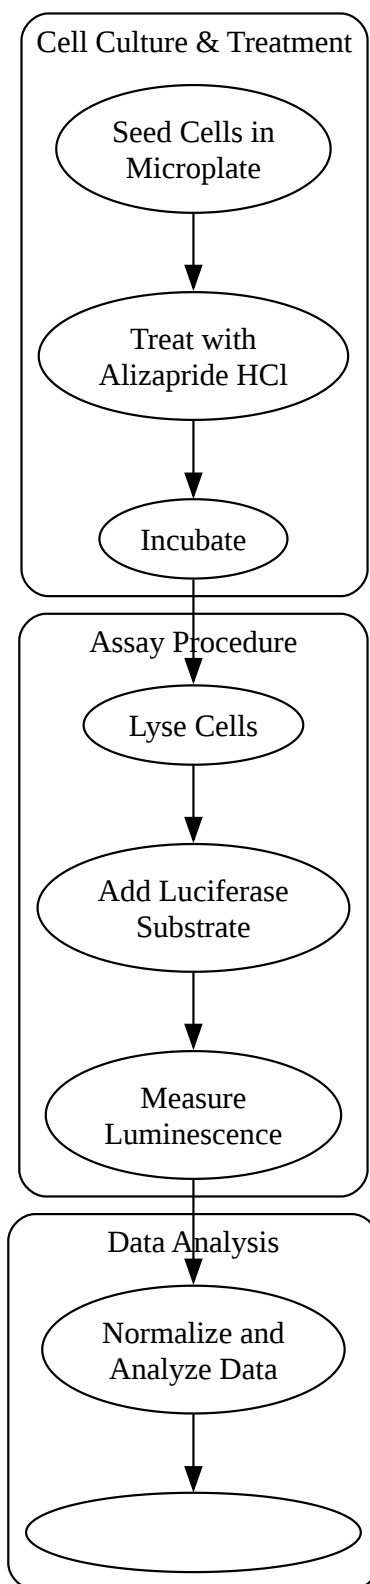 Cell Culture & Treatment
Seed Cells in
Microplate
Treat with
Alizapride HCl
Incubate
Assay Procedure
Lyse Cells
Add Luciferase
Substrate
Measure
Luminescence
Data Analysis
Normalize and
Analyze Data